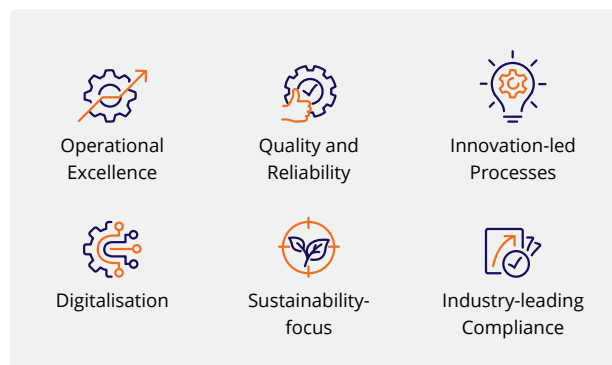 Operational
Excellence
Quality and
Reliability
Innovation-led
Processes
Digitalisation
Sustainability-
focus
Industry-leading
Compliance